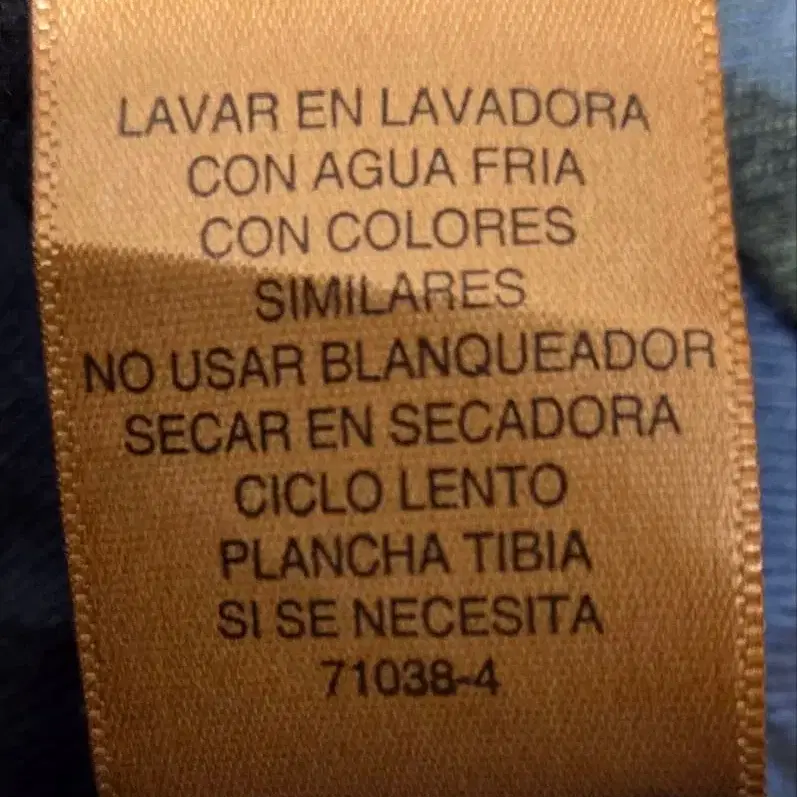 LAVAR EN LAVADORA
CON AGUA FRIA
CON COLORES
SIMILARES
NO USAR BLANQUEADOR
SECAR EN SECADORA
CICLO LENTO
PLANCHA TIBIA
SI SE NECESITA
71038-4